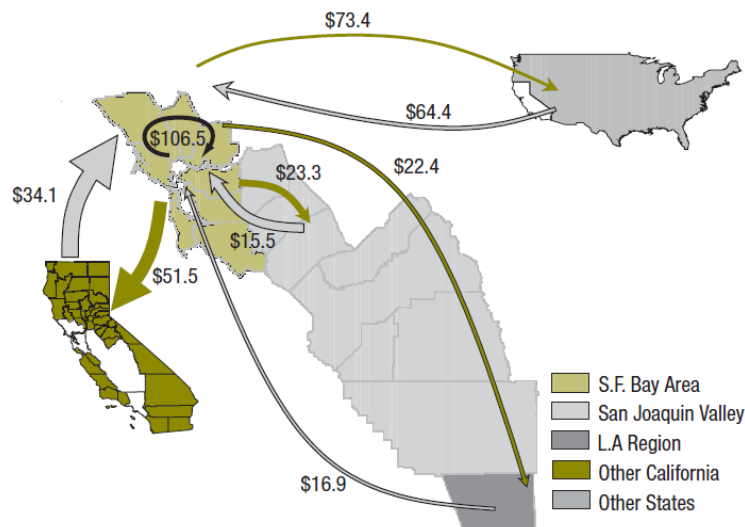 $73.4
$64.4
$106.5
$23.3
$22.4
$34.1
$15.5
$51.5
$16.9
S.F. Bay Area
San Joaquin Valley
L.A Region
Other California
Other States